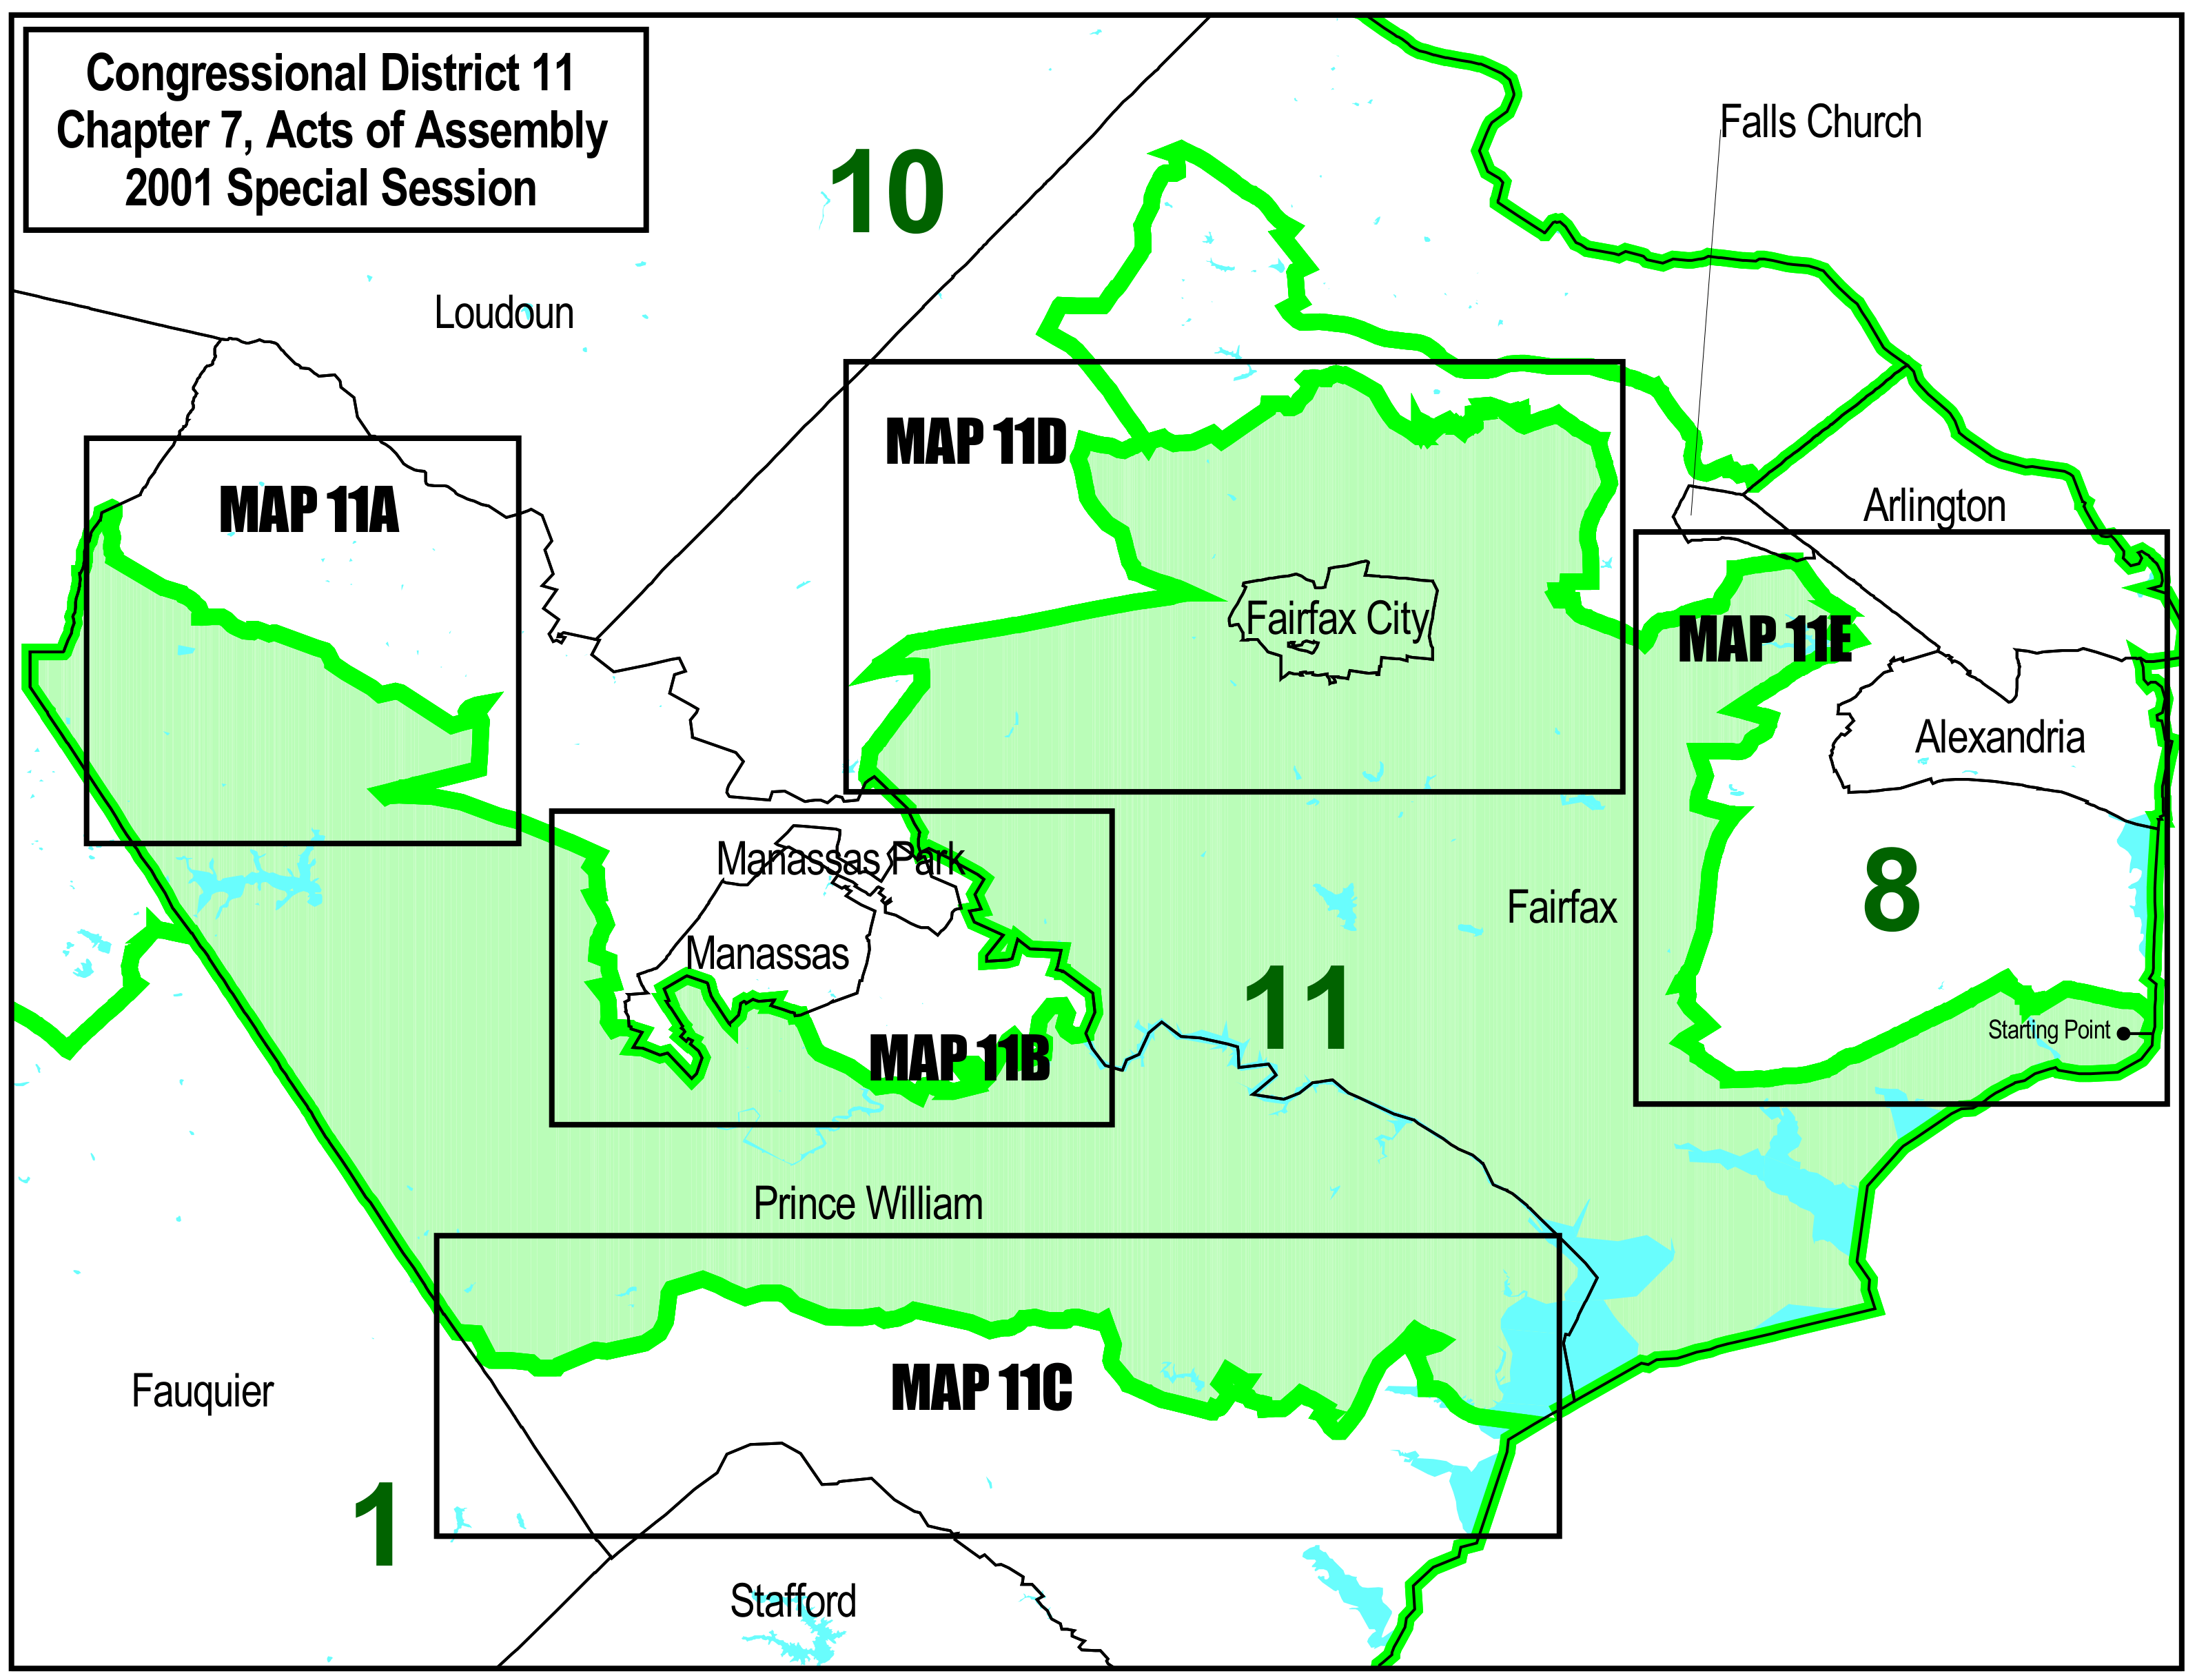 Congressional District 11
Chapter 7, Acts of Assembly
2001 Special Session
10
Falls Church
Loudoun
MAP 11D
MAP 11A
Arlington
Fairfax City
MAP 11E
Alexandria
Manassas Park
Fairfax
8
Manassas
11
Starting Point
MAP 11B
Prince William
MAP 11C
Fauquier
1
Stafford